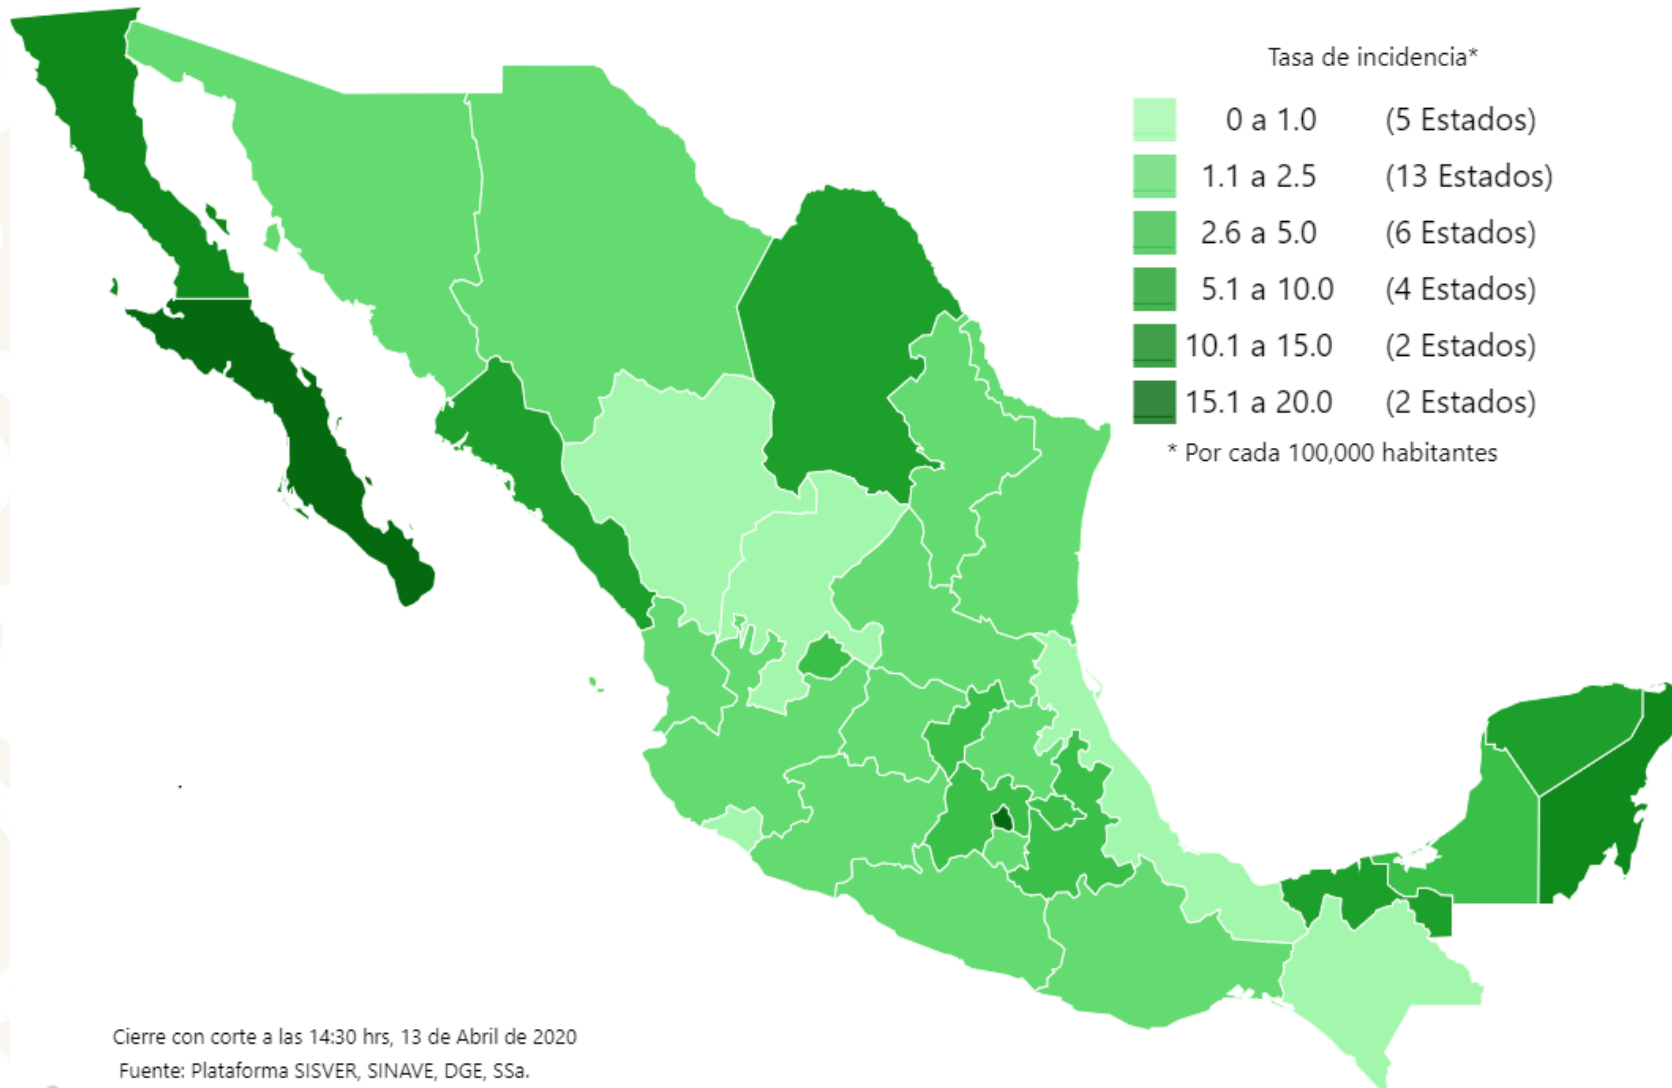 Tasa de incidencia*
0 a 1.0 (5 Estados)
1.1 a 2.5 (13 Estados)
2.6 a 5.0 (6 Estados)
5.1 a 10.0 (4 Estados)
10.1 a 15.0 (2 Estados)
15.1 a 20.0 (2 Estados)
* Por cada 100,000 habitantes
Cierre con corte a las 14:30 hrs, 13 de Abril de 2020
Fuente: Plataforma SISVER, SINAVE, DGE, SSa.